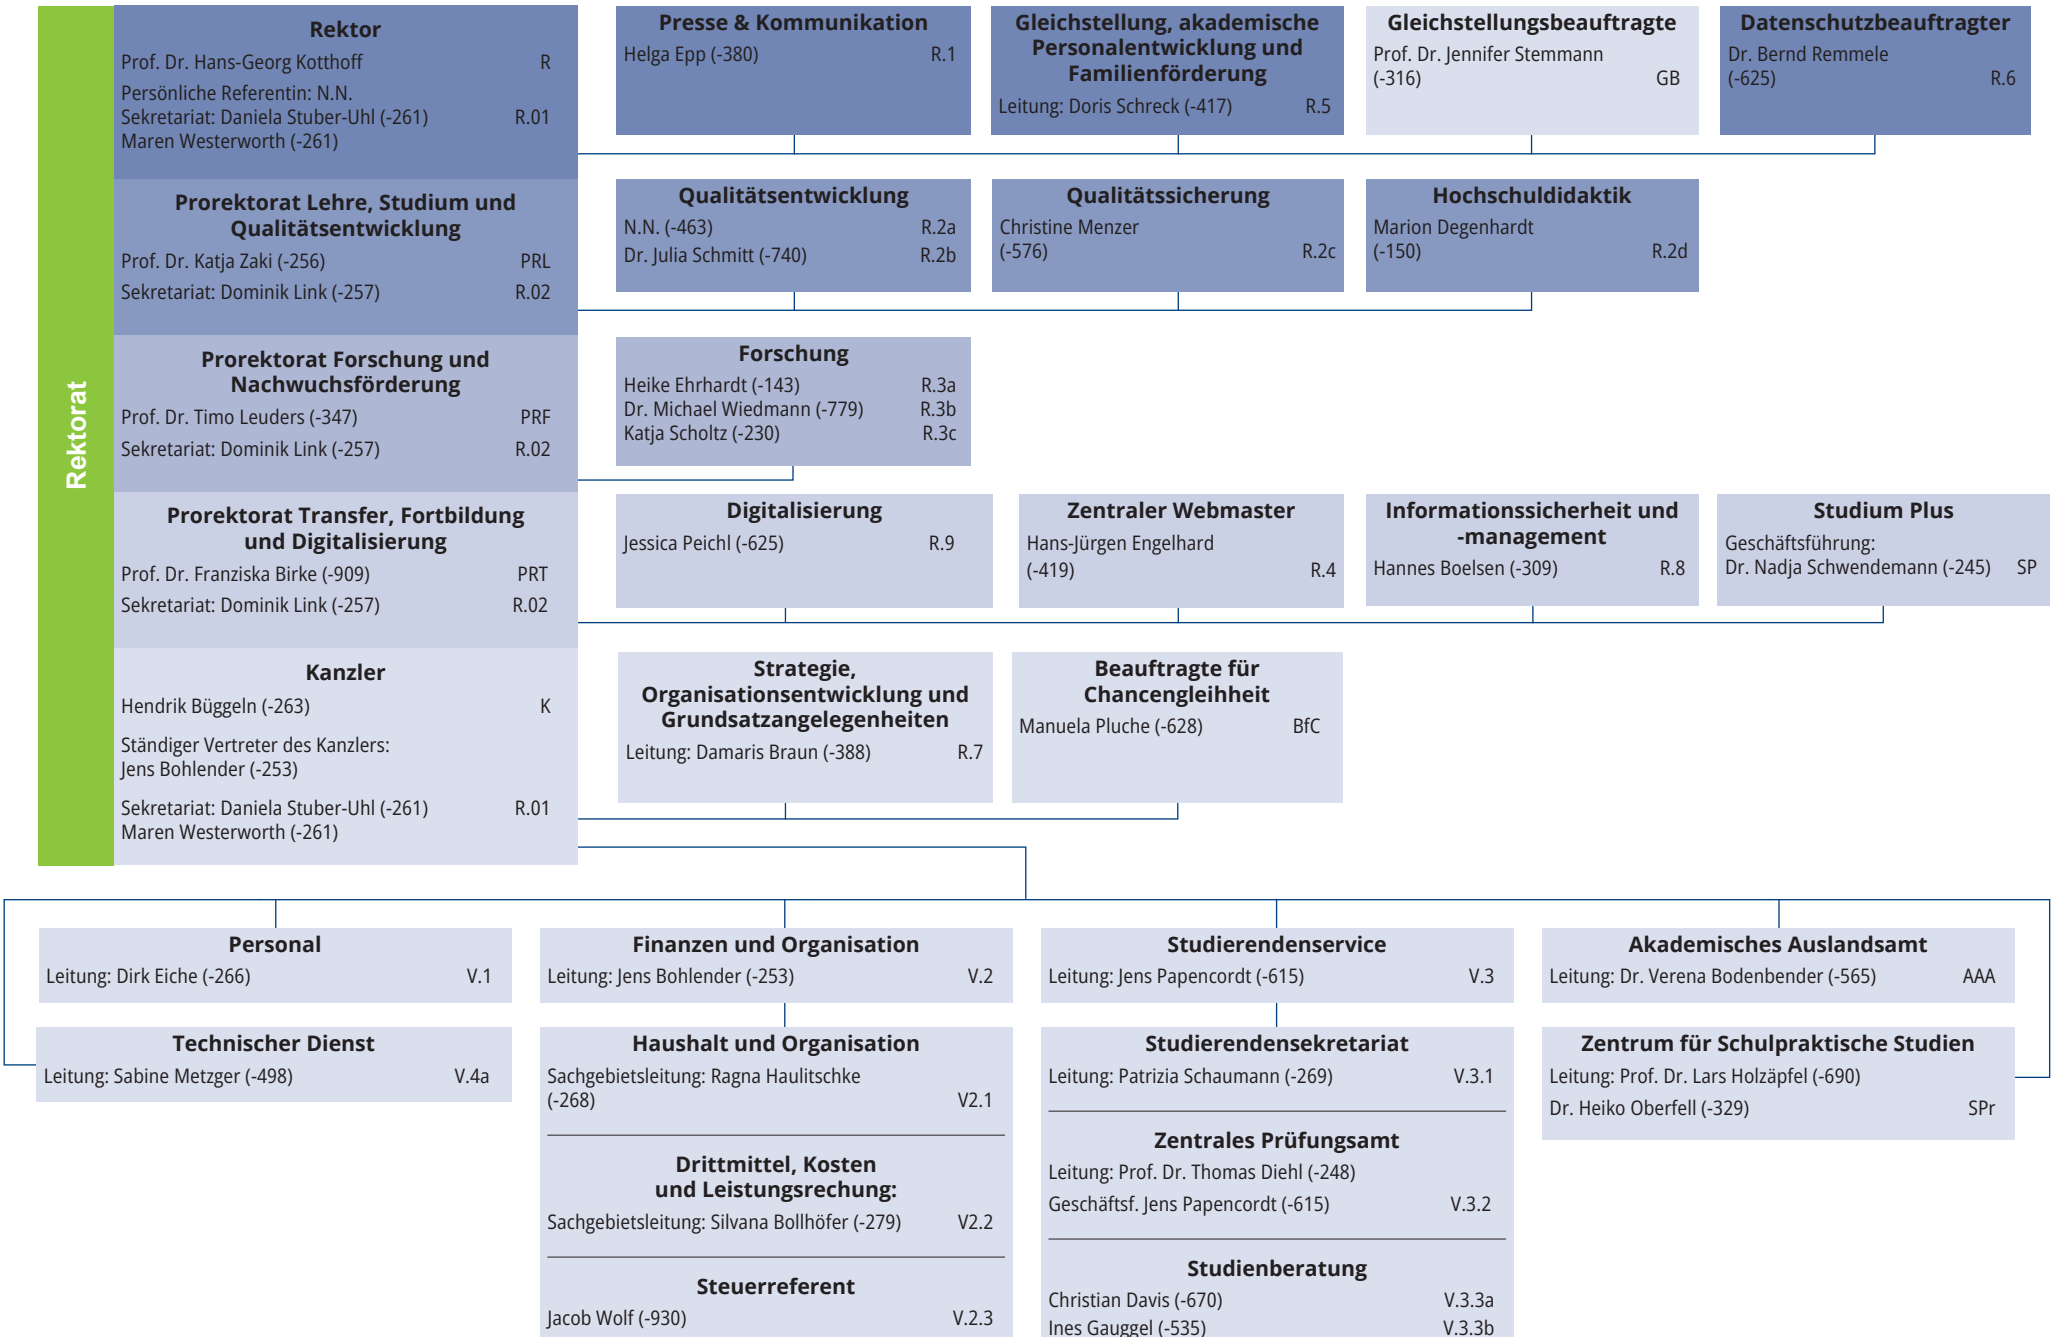 Rektorat
Rektor
Prof. Dr. Hans-Georg Kotthoff R
Persönliche Referentin: N.N.
Sekretariat: Daniela Stuber-Uhl (-261) R.01
Maren Westerworth (-261)
Presse & Kommunikation
Helga Epp (-380) R.1
Gleichstellung, akademische
Personalentwicklung und
Familienförderung
Leitung: Doris Schreck (-417) R.5
Gleichstellungsbeauftragte
Prof. Dr. Jennifer Stemmann
(-316) GB
Datenschutzbeauftragter
Dr. Bernd Remmele
(-625) R.6
Prorektorat Lehre, Studium und
Qualitätsentwicklung
Prof. Dr. Katja Zaki (-256) PRL
Sekretariat: Dominik Link (-257) R.02
Qualitätsentwicklung
N.N. (-463) R.2a
Dr. Julia Schmitt (-740) R.2b
Qualitätssicherung
Christine Menzer
(-576) R.2c
Hochschuldidaktik
Marion Degenhardt
(-150) R.2d
Prorektorat Forschung und
Nachwuchsförderung
Prof. Dr. Timo Leuders (-347) PRF
Sekretariat: Dominik Link (-257) R.02
Forschung
Heike Ehrhardt (-143) R.3a
Dr. Michael Wiedmann (-779) R.3b
Katja Scholtz (-230) R.3c
Prorektorat Transfer, Fortbildung
und Digitalisierung
Prof. Dr. Franziska Birke (-909) PRT
Sekretariat: Dominik Link (-257) R.02
Digitalisierung
Jessica Peichl (-625) R.9
Zentraler Webmaster
Hans-Jürgen Engelhard
(-419) R.4
Informationssicherheit und
-management
Hannes Boelsen (-309) R.8
Studium Plus
Geschäftsführung:
Dr. Nadja Schwendemann (-245) SP
Kanzler
Hendrik Büggeln (-263) K
Ständiger Vertreter des Kanzlers:
Jens Bohlender (-253)
Sekretariat: Daniela Stuber-Uhl (-261) R.01
Maren Westerworth (-261)
Strategie,
Organisationsentwicklung und
Grundsatzangelegenheiten
Leitung: Damaris Braun (-388) R.7
Beauftragte für
Chancengleihheit
Manuela Pluche (-628) BfC
Personal
Leitung: Dirk Eiche (-266) V.1
Finanzen und Organisation
Leitung: Jens Bohlender (-253) V.2
Studierendenservice
Leitung: Jens Papencordt (-615) V.3
Akademisches Auslandsamt
Leitung: Dr. Verena Bodenbender (-565) AAA
Technischer Dienst
Leitung: Sabine Metzger (-498) V.4a
Haushalt und Organisation
Sachgebietsleitung: Ragna Haulitschke
(-268) V2.1
Drittmittel, Kosten
und Leistungsrechung:
Sachgebietsleitung: Silvana Bollhöfer (-279) V2.2
Steuerreferent
Jacob Wolf (-930) V.2.3
Studierendensekretariat
Leitung: Patrizia Schaumann (-269) V.3.1
Zentrales Prüfungsamt
Leitung: Prof. Dr. Thomas Diehl (-248)
Geschäftsf. Jens Papencordt (-615) V.3.2
Studienberatung
Christian Davis (-670) V.3.3a
Ines Gauggel (-535) V.3.3b
Zentrum für Schulpraktische Studien
Leitung: Prof. Dr. Lars Holzäpfel (-690)
Dr. Heiko Oberfell (-329) SPr